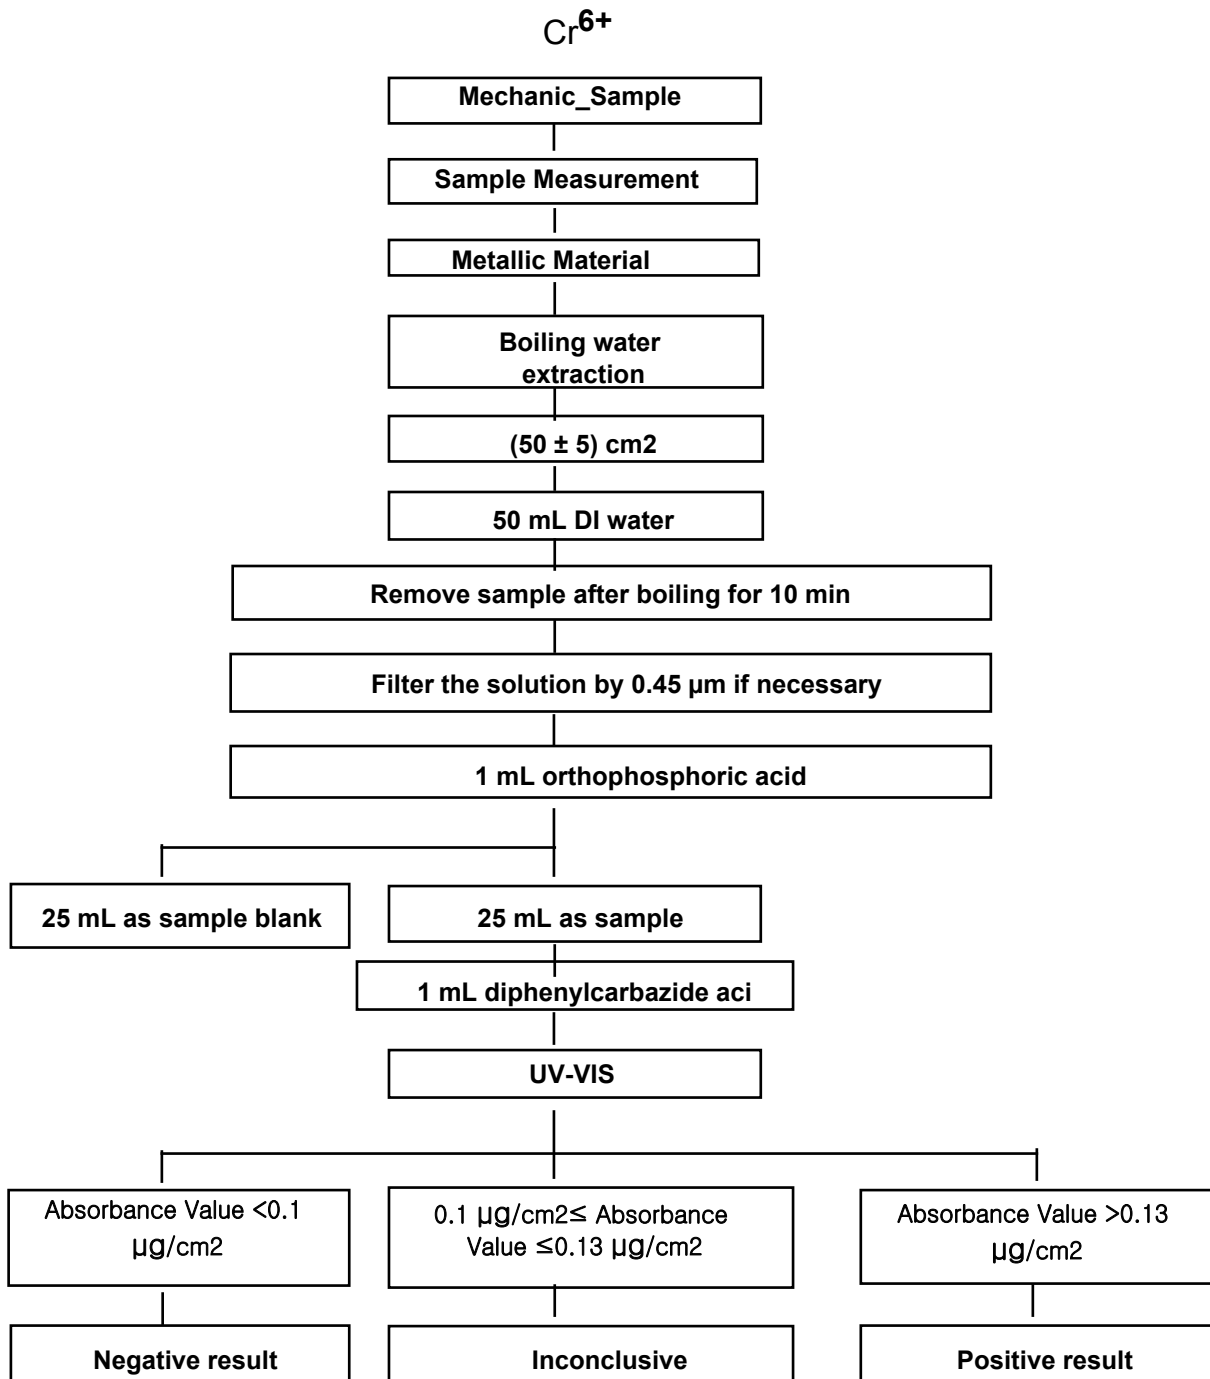 Cr6+
Mechanic_Sample
Sample Measurement
Metallic Material
Boiling water
extraction
(50 ± 5) cm2
50 mL DI water
Remove sample after boiling for 10 min
Filter the solution by 0.45 µm if necessary
1 mL orthophosphoric acid
25 mL as sample blank
25 mL as sample
1 mL diphenylcarbazide aci
UV-VIS
Absorbance Value <0.1
µg/cm2
0.1 µg/cm2≤ Absorbance
Value ≤0.13 µg/cm2
Absorbance Value >0.13
µg/cm2
Negative result
Inconclusive
Positive result